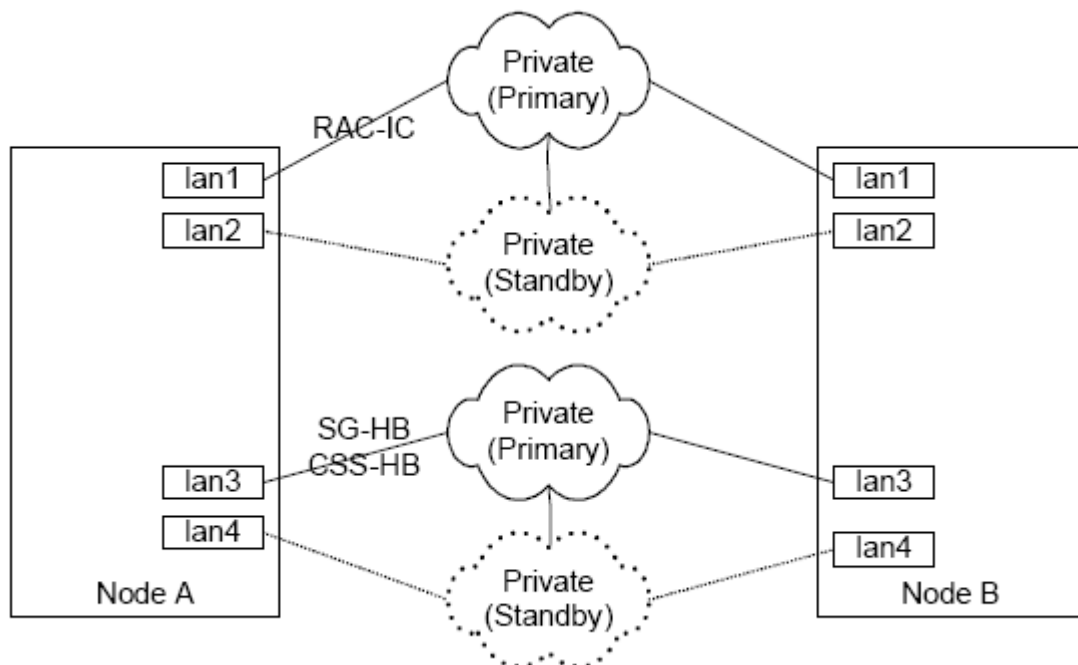 Private
(Primary)
RAC-IC
lan1
lan1
lan2
lan2
Private
(Standby)
Private
(Primary)
SG-HB
CSS-HB
lan3
lan3
lan4
lan4
Private
(Standby)
Node A
Node B